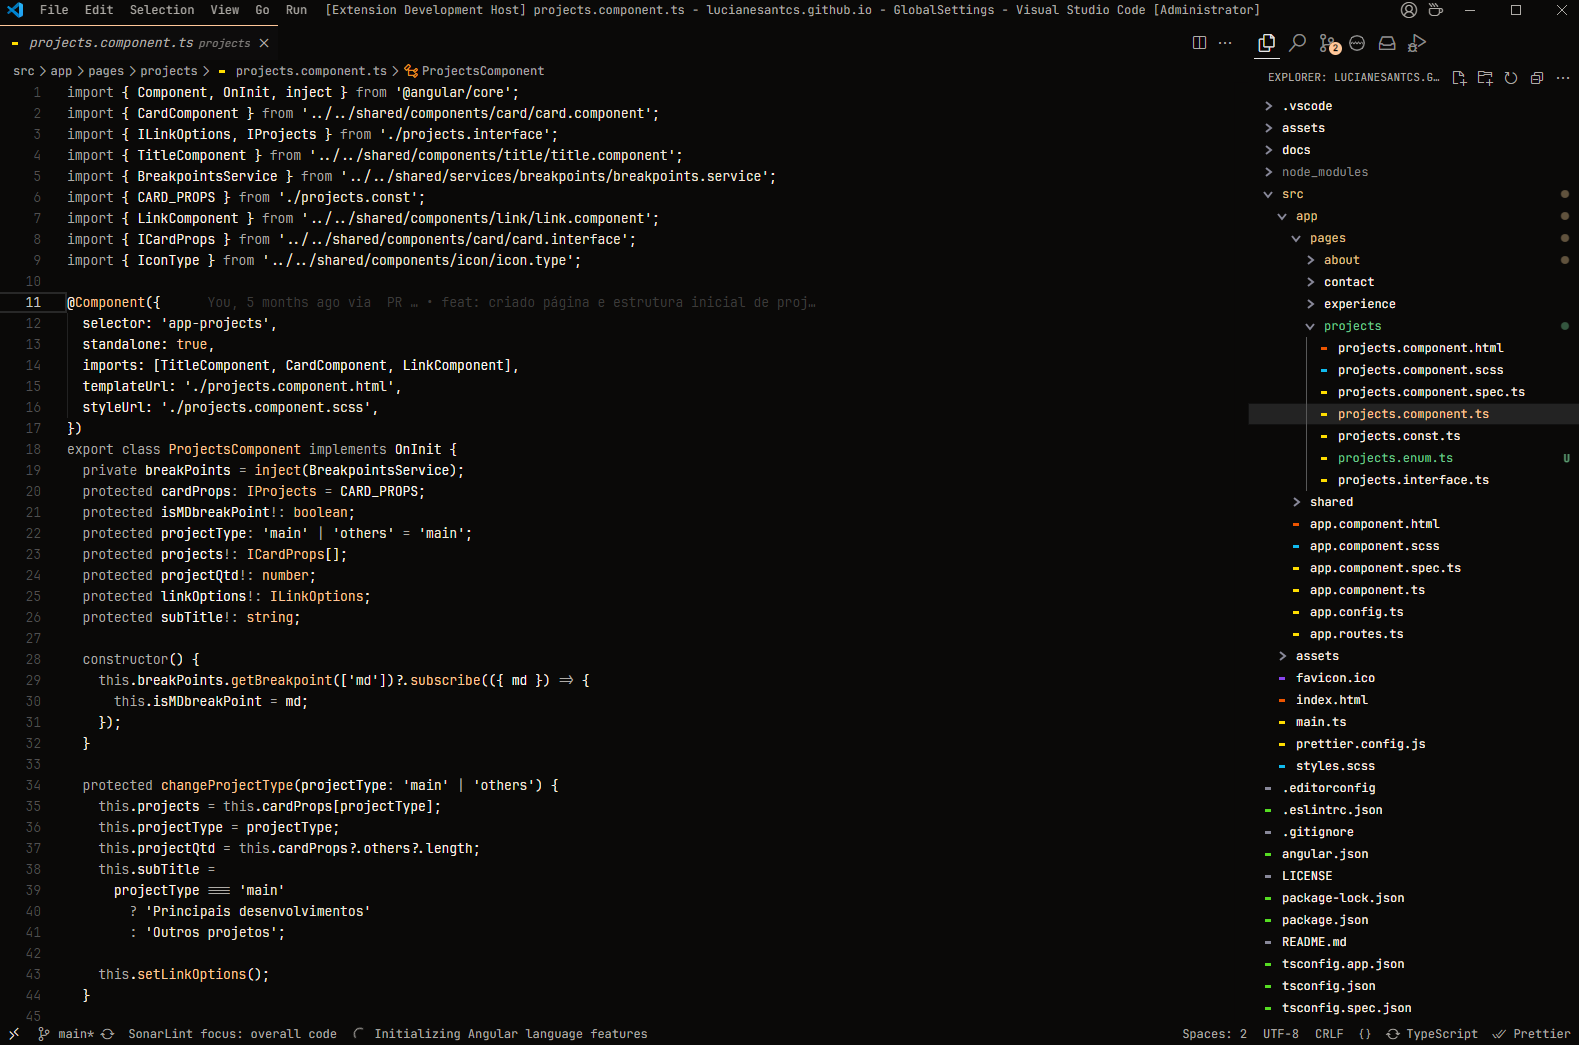 File Edit Selection View Go Run [Extension Development Host] projects.component.ts - lucianesantcs.github.io - GlobalSettings - Visual Studio Code [Administrator]
projects.component.ts projects
src > app > pages > projects > projects.component.ts > ProjectsComponent
1 import { Component, OnInit, inject } from '@angular/core';
2 import { CardComponent } from '../../shared/components/card/card.component';
3 import { ILinkOptions, IProjects } from './projects.interface';
4 import { TitleComponent } from '../../shared/components/title/title.component';
5 import { BreakpointsService } from '../../shared/services/breakpoints/breakpoints.service';
6 import { CARD_PROPS } from './projects.const';
7 import { LinkComponent } from '../../shared/components/link/link.component';
8 import { ICardProps } from '../../shared/components/card/card.interface';
9 import { IconType } from '../../shared/components/icon/icon.type';
10
11 @Component({ You, 5 months ago via PR … • feat: criado página e estrutura inicial de proj…
12 selector: 'app-projects',
13 standalone: true,
14 imports: [TitleComponent, CardComponent, LinkComponent],
15 templateUrl: './projects.component.html',
16 styleUrl: './projects.component.scss',
17 })
18 export class ProjectsComponent implements OnInit {
19 private breakPoints = inject(BreakpointsService);
20 protected cardProps: IProjects = CARD_PROPS;
21 protected isMDbreakPoint!: boolean;
22 protected projectType: 'main' | 'others' = 'main';
23 protected projects!: ICardProps[];
24 protected projectQtd!: number;
25 protected linkOptions!: ILinkOptions;
26 protected subTitle!: string;
27
28 constructor() {
29 this.breakPoints.getBreakpoint(['md'])?.subscribe(({ md }) => {
30 this.isMDbreakPoint = md;
31 });
32 }
33
34 protected changeProjectType(projectType: 'main' | 'others') {
35 this.projects = this.cardProps[projectType];
36 this.projectType = projectType;
37 this.projectQtd = this.cardProps?.others?.length;
38 this.subTitle =
39 projectType === 'main'
40 ? 'Principais desenvolvimentos'
41 : 'Outros projetos';
42
43 this.setLinkOptions();
44 }
45
2
EXPLORER: LUCIANESANTCS.G…
.vscode
assets
docs
node_modules
src
app
pages
about
contact
experience
projects
projects.component.html
projects.component.scss
projects.component.spec.ts
projects.component.ts
projects.const.ts
projects.enum.ts U
projects.interface.ts
shared
app.component.html
app.component.scss
app.component.spec.ts
app.component.ts
app.config.ts
app.routes.ts
assets
favicon.ico
index.html
main.ts
prettier.config.js
styles.scss
.editorconfig
.eslintrc.json
.gitignore
angular.json
LICENSE
package-lock.json
package.json
README.md
tsconfig.app.json
tsconfig.json
tsconfig.spec.json
main* SonarLint focus: overall code Initializing Angular language features Spaces: 2 UTF-8 CRLF {} TypeScript Prettier